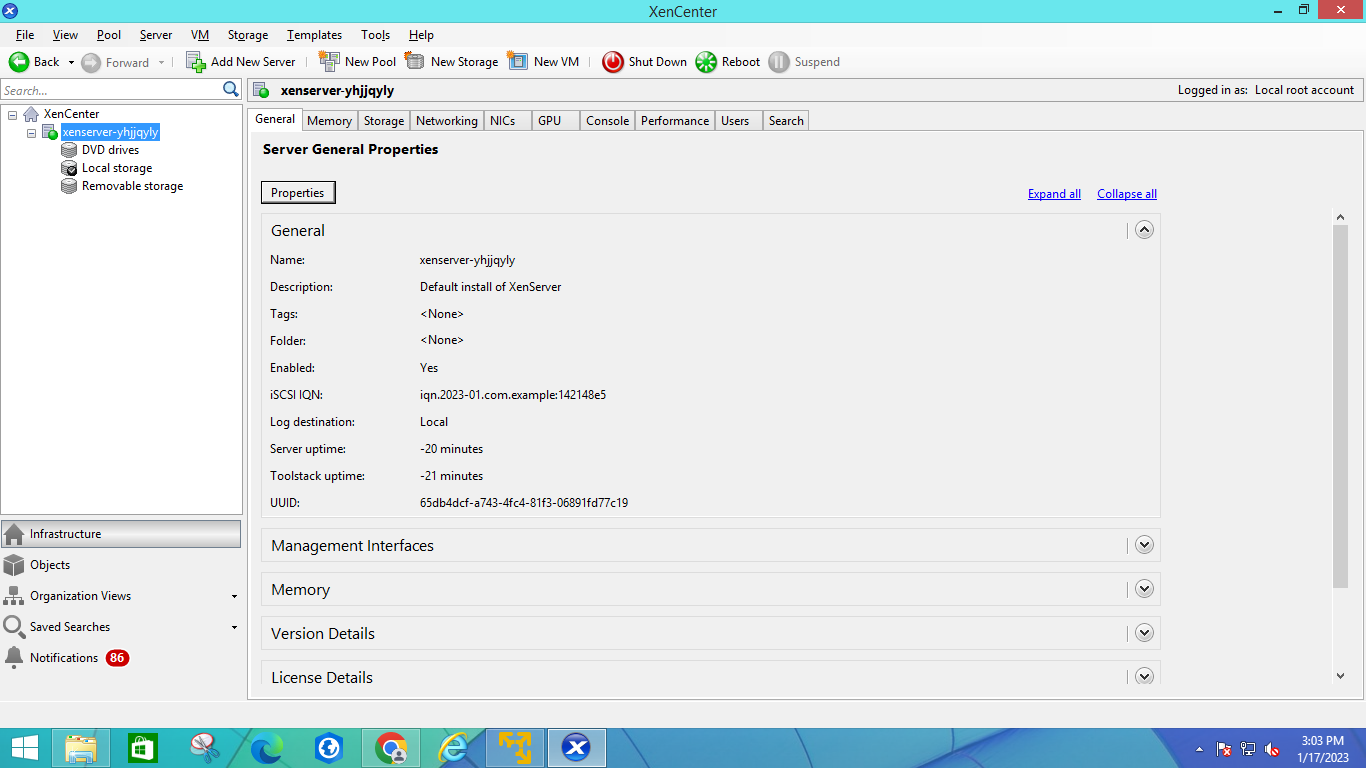 XenCenter
File View Pool Server VM Storage Templates Tools Help
Back Forward Add New Server New Pool New Storage New VM Shut Down Reboot Suspend
Search...
xenserver-yhjjqyly Logged in as: Local root account
XenCenter
xenserver-yhjjqyly
DVD drives
Local storage
Removable storage
Infrastructure
Objects
Organization Views
Saved Searches
Notifications 86
General Memory Storage Networking NICs GPU Console Performance Users Search
Server General Properties
Properties Expand all Collapse all
General
Name: xenserver-yhjjqyly
Description: Default install of XenServer
Tags: <None>
Folder: <None>
Enabled: Yes
iSCSI IQN: iqn.2023-01.com.example:142148e5
Log destination: Local
Server uptime: -20 minutes
Toolstack uptime: -21 minutes
UUID: 65db4dcf-a743-4fc4-81f3-06891fd77c19
Management Interfaces
Memory
Version Details
License Details
3:03 PM
1/17/2023